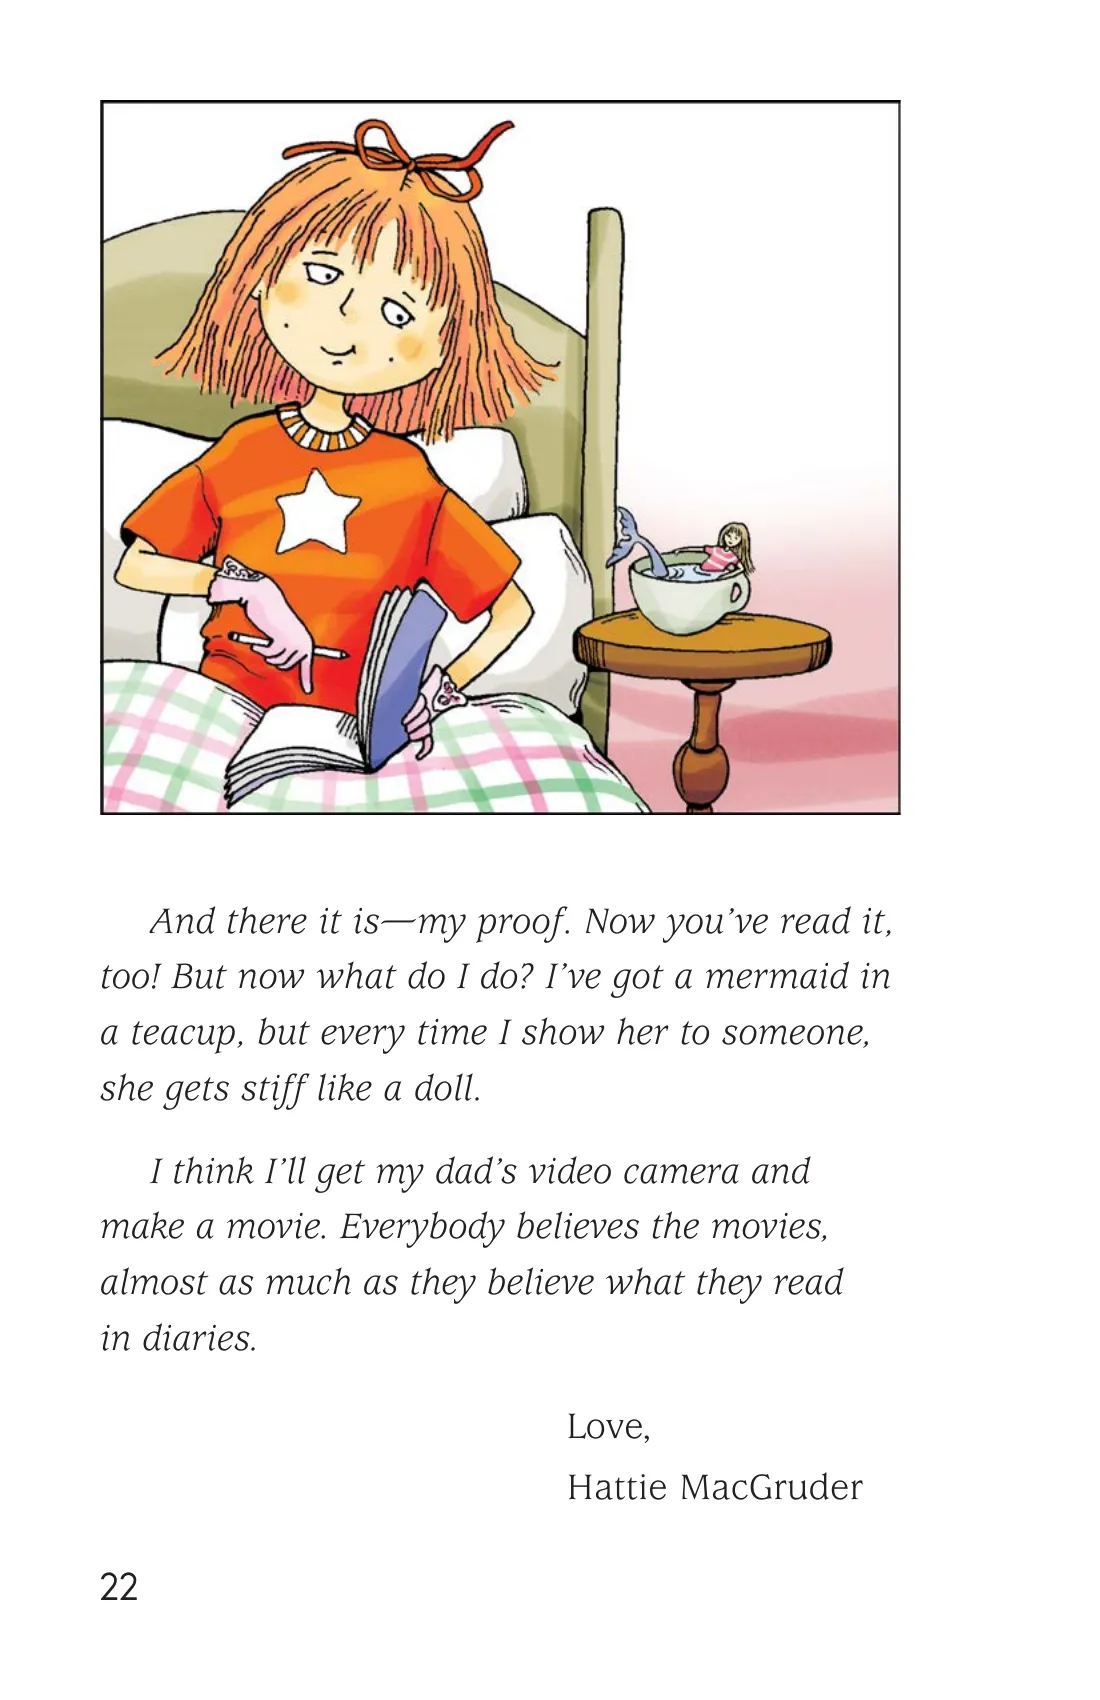 And there it is—my proof. Now you’ve read it,
too! But now what do I do? I’ve got a mermaid in
a teacup, but every time I show her to someone,
she gets stiff like a doll.
I think I’ll get my dad’s video camera and
make a movie. Everybody believes the movies,
almost as much as they believe what they read
in diaries.
Love,
Hattie MacGruder
22